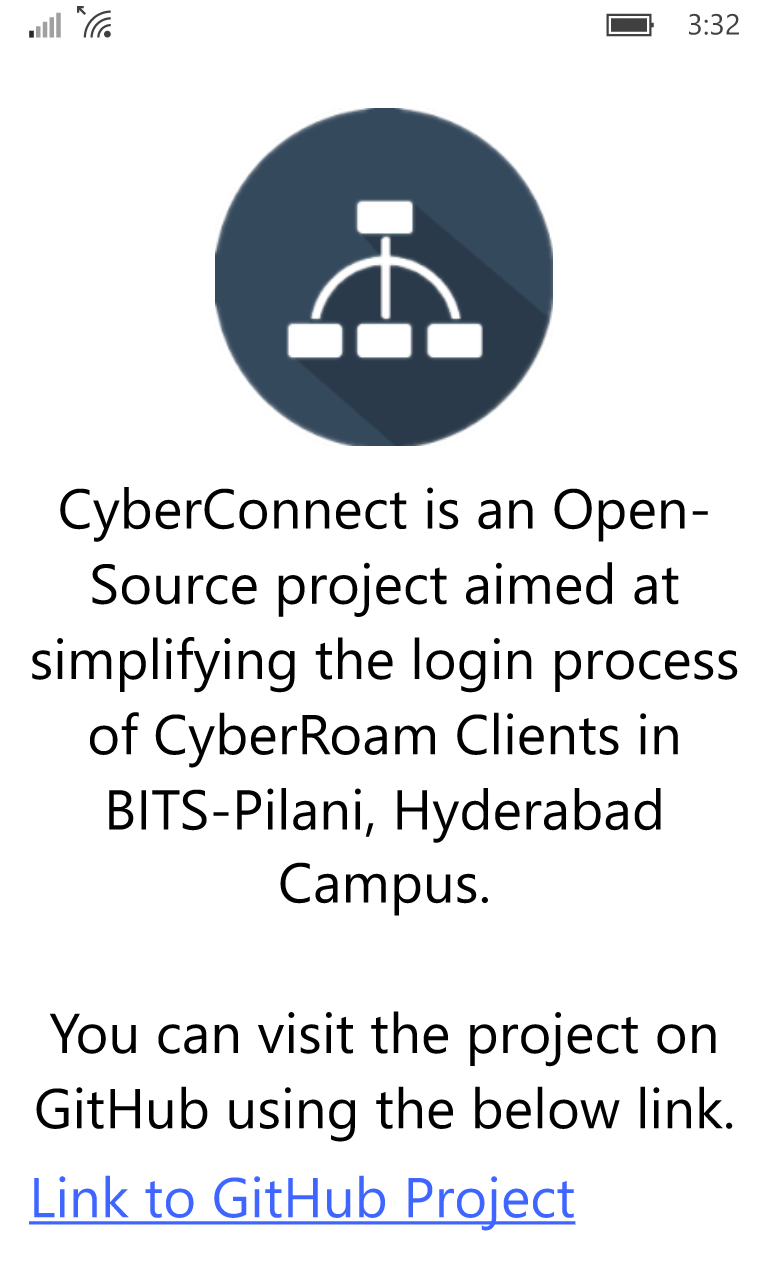 3:32
CyberConnect is an Open-
Source project aimed at
simplifying the login process
of CyberRoam Clients in
BITS-Pilani, Hyderabad
Campus.
You can visit the project on
GitHub using the below link.
Link to GitHub Project